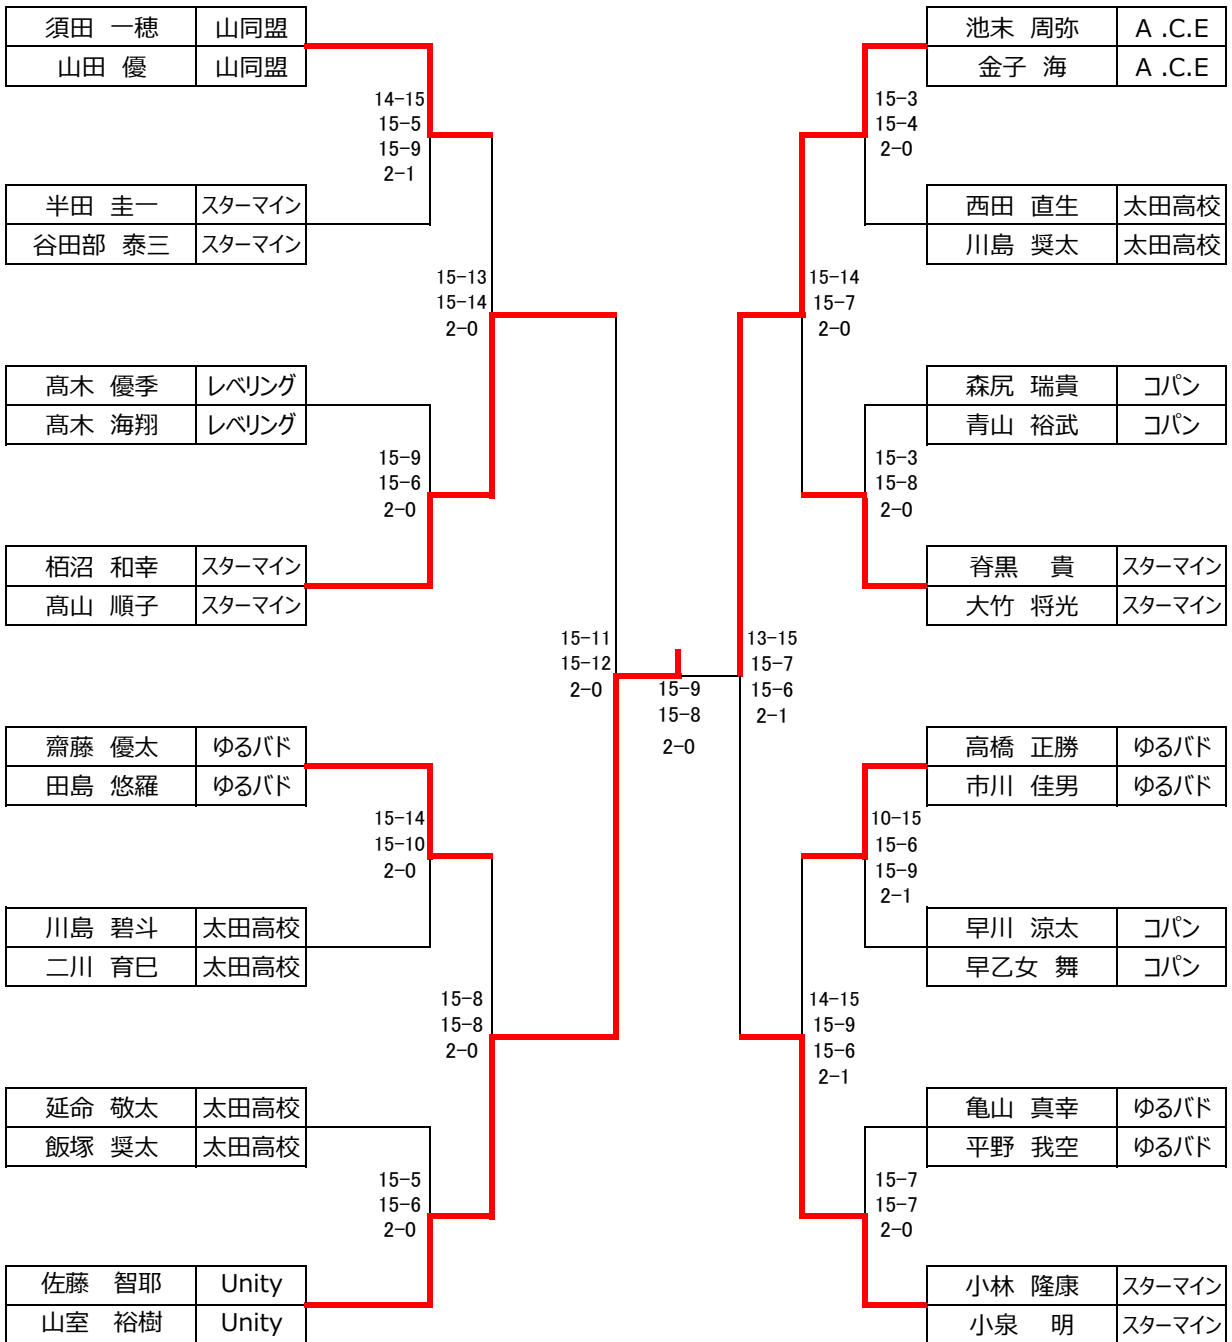 須田 一穂 山同盟
山田 優 山同盟
14-15
15-5
15-9
2-1
半田 圭一 スターマイン
谷田部 泰三 スターマイン
15-13
15-14
2-0
髙木 優季 レベリング
髙木 海翔 レベリング
15-9
15-6
2-0
栢沼 和幸 スターマイン
髙山 順子 スターマイン
15-11
15-12
2-0
齋藤 優太 ゆるバド
田島 悠羅 ゆるバド
15-14
15-10
2-0
川島 碧斗 太田高校
二川 育巳 太田高校
15-8
15-8
2-0
延命 敬太 太田高校
飯塚 奨太 太田高校
15-5
15-6
2-0
佐藤 智耶 Unity
山室 裕樹 Unity
15-9
15-8
2-0
池末 周弥 A .C.E
金子 海 A .C.E
15-3
15-4
2-0
西田 直生 太田高校
川島 奨太 太田高校
15-14
15-7
2-0
森尻 瑞貴 コパン
青山 裕武 コパン
15-3
15-8
2-0
脊黒 貴 スターマイン
大竹 将光 スターマイン
13-15
15-7
15-6
2-1
高橋 正勝 ゆるバド
市川 佳男 ゆるバド
10-15
15-6
15-9
2-1
早川 涼太 コパン
早乙女 舞 コパン
14-15
15-9
15-6
2-1
亀山 真幸 ゆるバド
平野 我空 ゆるバド
15-7
15-7
2-0
小林 隆康 スターマイン
小泉 明 スターマイン